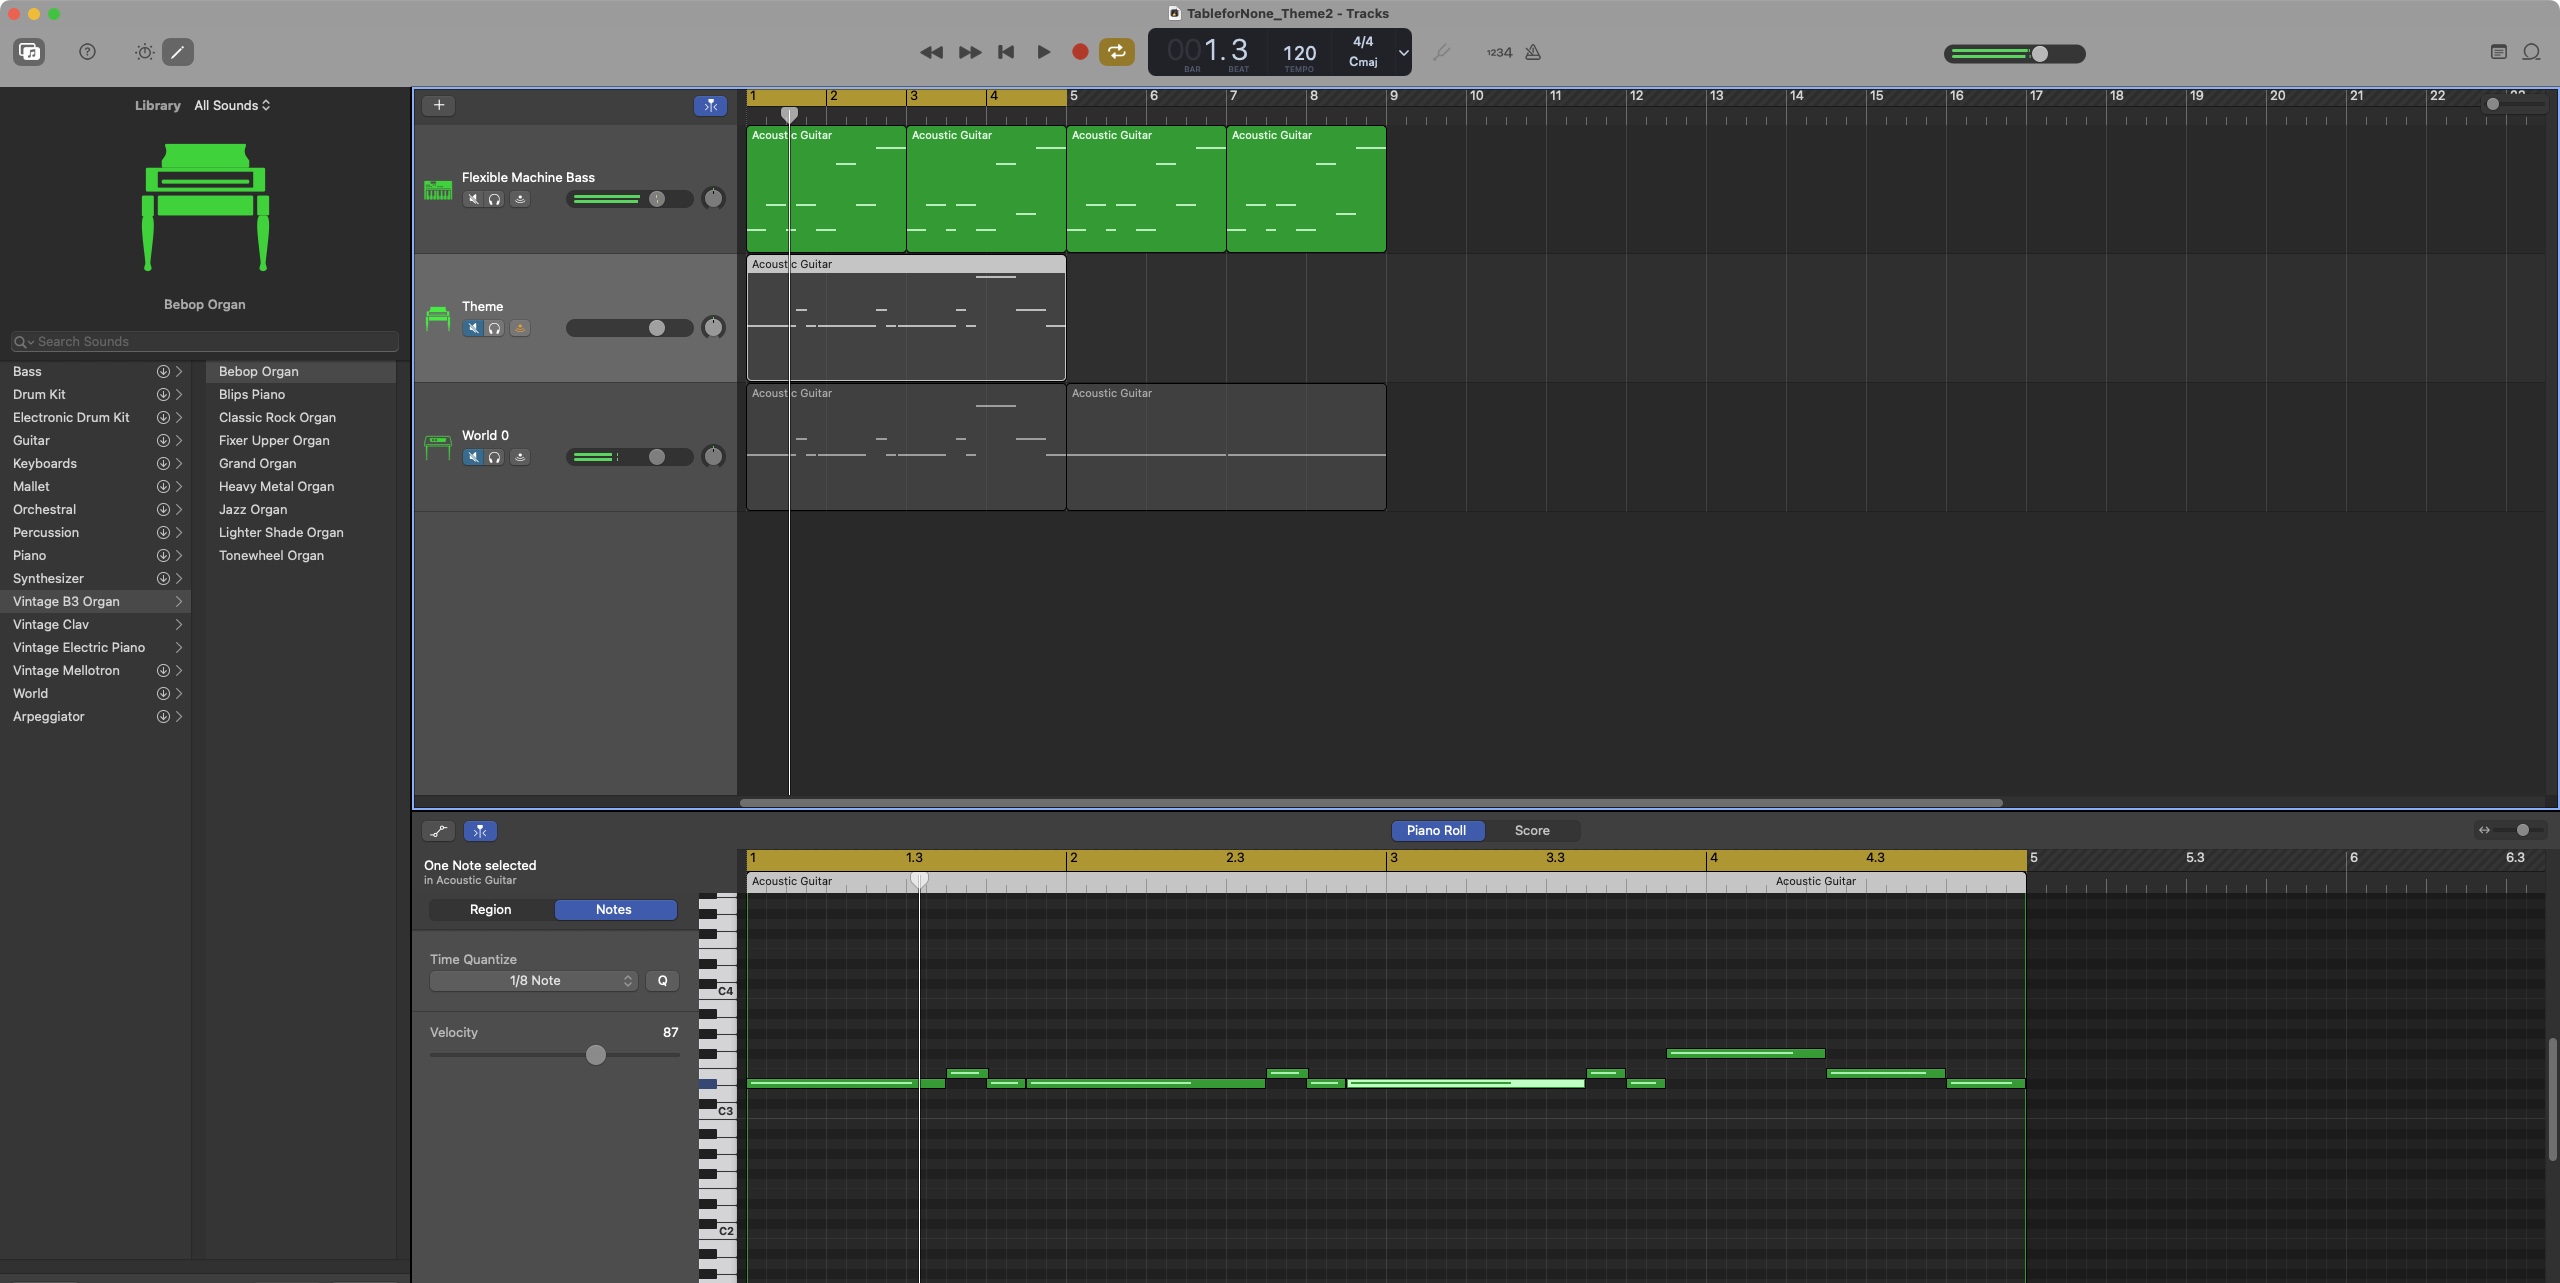 TableforNone_Theme2 - Tracks
001.3
BAR
BEAT
120
TEMPO
4/4
Cmaj
1234
Library All Sounds
Bebop Organ
Search Sounds
Bass
Drum Kit
Electronic Drum Kit
Guitar
Keyboards
Mallet
Orchestral
Percussion
Piano
Synthesizer
Vintage B3 Organ
Vintage Clav
Vintage Electric Piano
Vintage Mellotron
World
Arpeggiator
Bebop Organ
Blips Piano
Classic Rock Organ
Fixer Upper Organ
Grand Organ
Heavy Metal Organ
Jazz Organ
Lighter Shade Organ
Tonewheel Organ
1 2 3 4 5 6 7 8 9 10 11 12 13 14 15 16 17 18 19 20 21 22
Flexible Machine Bass
Acoustic Guitar Acoustic Guitar Acoustic Guitar Acoustic Guitar
Theme
Acoustic Guitar
World 0
Acoustic Guitar Acoustic Guitar
Piano Roll Score
One Note selected
in Acoustic Guitar
Region Notes
Time Quantize
1/8 Note Q
Velocity 87
1 1.3 2 2.3 3 3.3 4 4.3 5 5.3 6 6.3
Acoustic Guitar Acoustic Guitar
C4
C3
C2